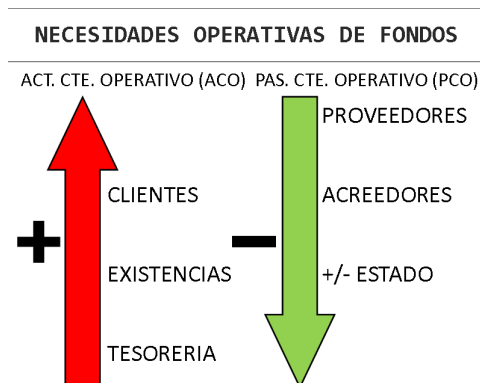 NECESIDADES OPERATIVAS DE FONDOS
ACT. CTE. OPERATIVO (ACO) PAS. CTE. OPERATIVO (PCO)
PROVEEDORES
CLIENTES ACREEDORES
+ -
EXISTENCIAS +/- ESTADO
TESORERIA